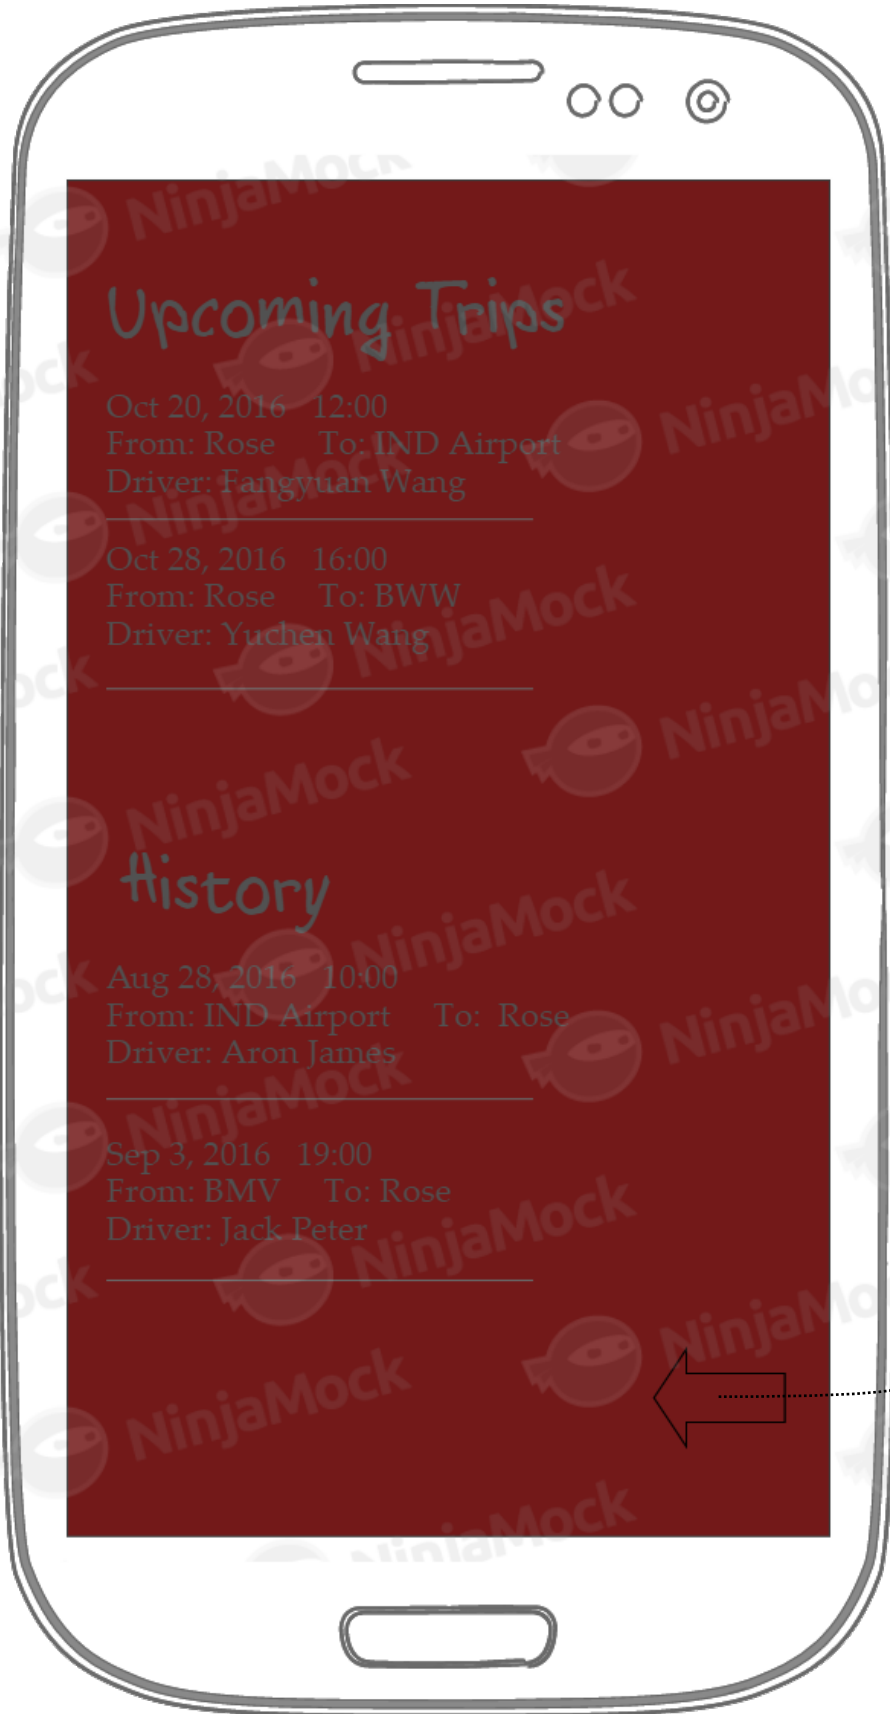 Upcoming Trips
Oct 20, 2016 12:00
From: Rose To: IND Airport
Driver: Fangyuan Wang
Oct 28, 2016 16:00
From: Rose To: BWW
Driver: Yuchen Wang
History
Aug 28, 2016 10:00
From: IND Airport To: Rose
Driver: Aron James
Sep 3, 2016 19:00
From: BMV To: Rose
Driver: Jack Peter
NinjaMock